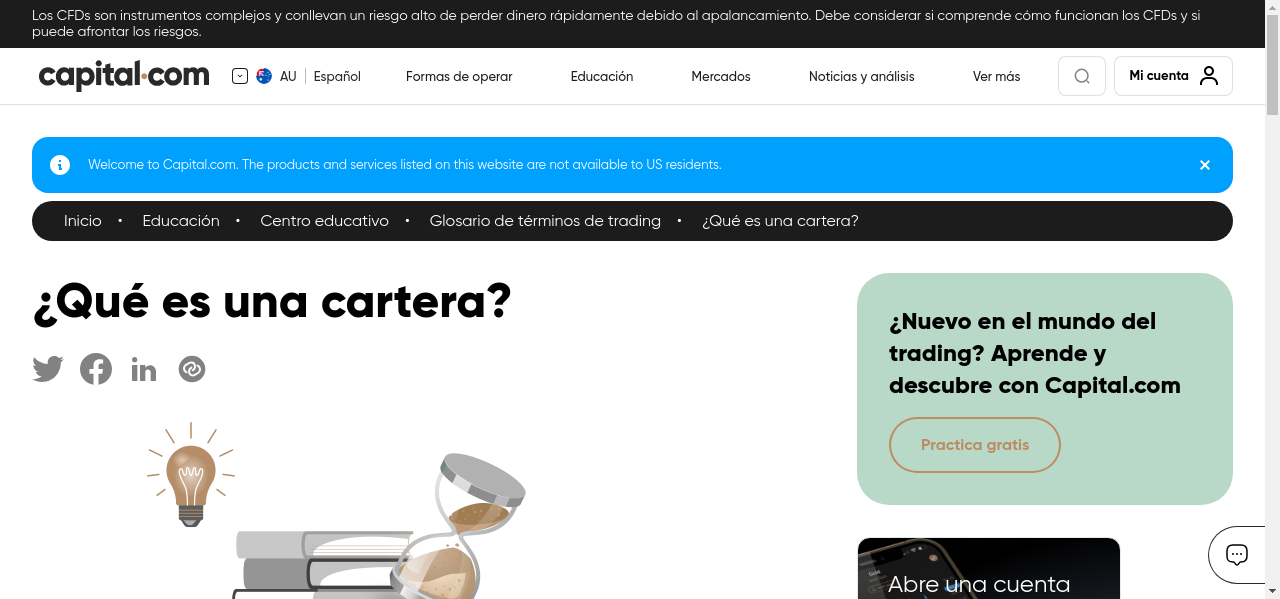 Los CFDs son instrumentos complejos y conllevan un riesgo alto de perder dinero rápidamente debido al apalancamiento. Debe considerar si comprende cómo funcionan los CFDs y si
puede afrontar los riesgos.
capital.com
AU
Español
Formas de operar
Educación
Mercados
Noticias y análisis
Ver más
Mi cuenta
Welcome to Capital.com. The products and services listed on this website are not available to US residents.
Inicio • Educación • Centro educativo • Glosario de términos de trading • ¿Qué es una cartera?
¿Qué es una cartera?
¿Nuevo en el mundo del
trading? Aprende y
descubre con Capital.com
Practica gratis
Abre una cuenta